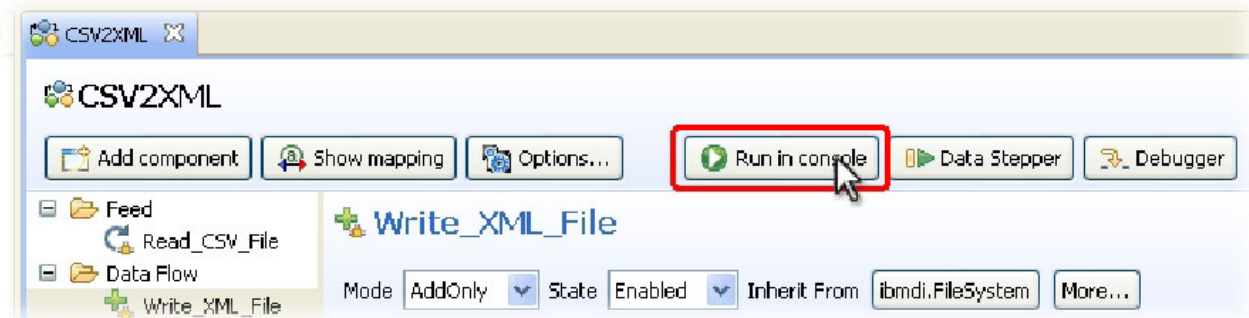 CSV2XML
CSV2XML
Add component Show mapping Options... Run in console Data Stepper Debugger
Feed
Read_CSV_File
Data Flow
Write_XML_File
Write_XML_File
Mode AddOnly State Enabled Inherit From ibmdi.FileSystem More...